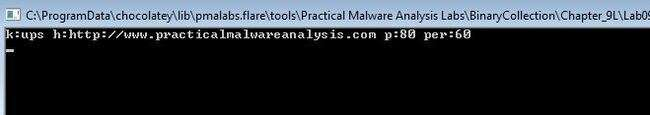 C:\ProgramData\chocolatey\lib\pmalabs.flare\tools\Practical Malware Analysis Labs\BinaryCollection\Chapter_9L\Lab09
k:ups h:http://www.practicalmalwareanalysis.com p:80 per:60